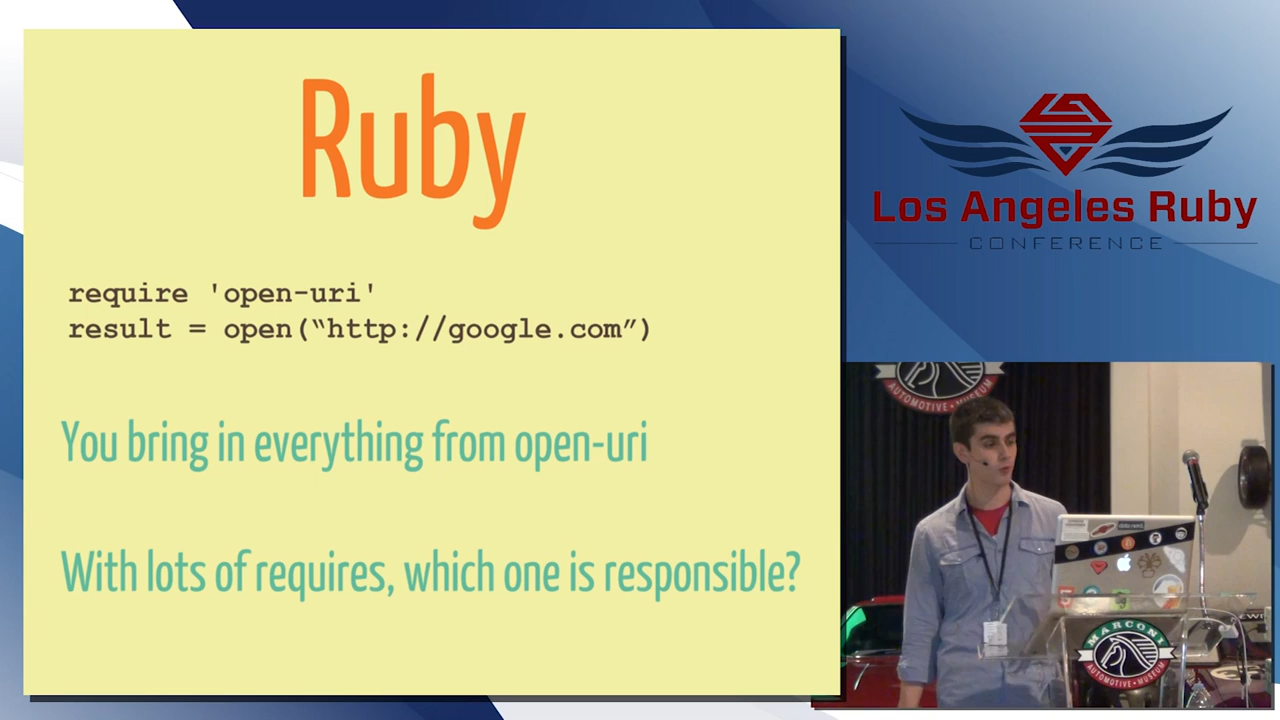 Ruby
require 'open-uri'
result = open(“http://google.com”)
You bring in everything from open-uri
With lots of requires, which one is responsible?
Los Angeles Ruby
CONFERENCE
AUTOMOTIVE • MUSEUM
MARCONI
AUTOMOTIVE • MUSEUM